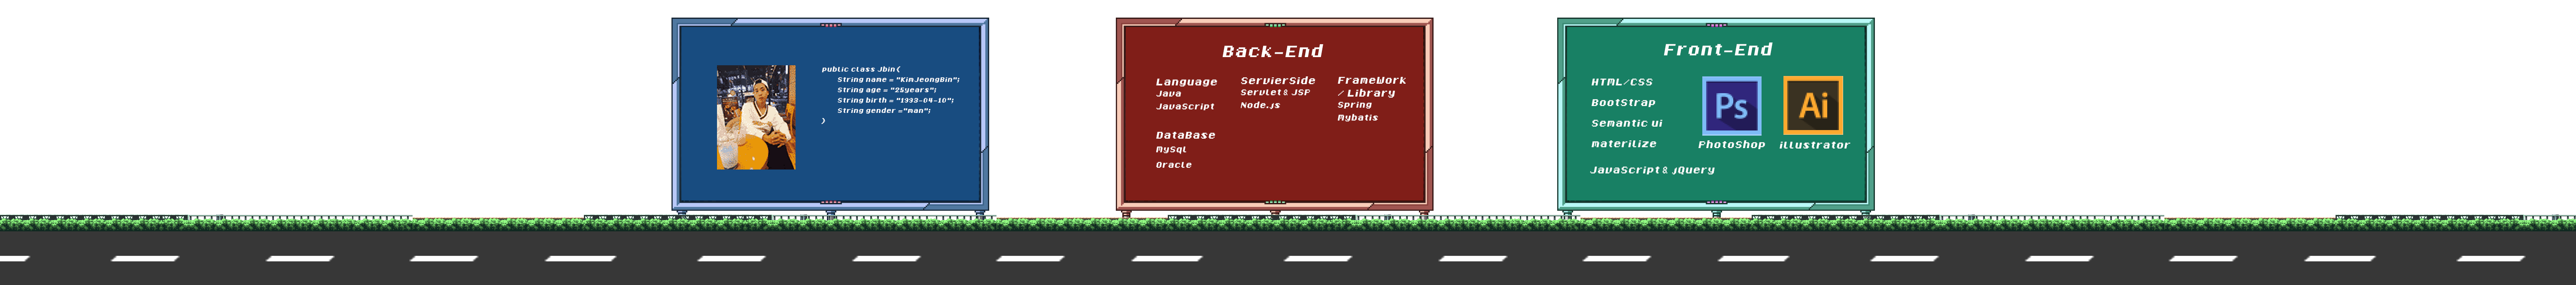 public class Jbin{
String name = "KimJeongBin";
String age = "25years";
String birth = "1993-04-10";
String gender ="man";
}
Back-End
Language
Java
JavaScript
ServierSide
Servlet & JSP
Node.js
FrameWork
/ Library
Spring
Mybatis
DataBase
MySql
Oracle
Front-End
HTML/CSS
BootStrap
Semantic ui
materilize
JavaScript & jQuery
Ps
PhotoShop
Ai
illustrator